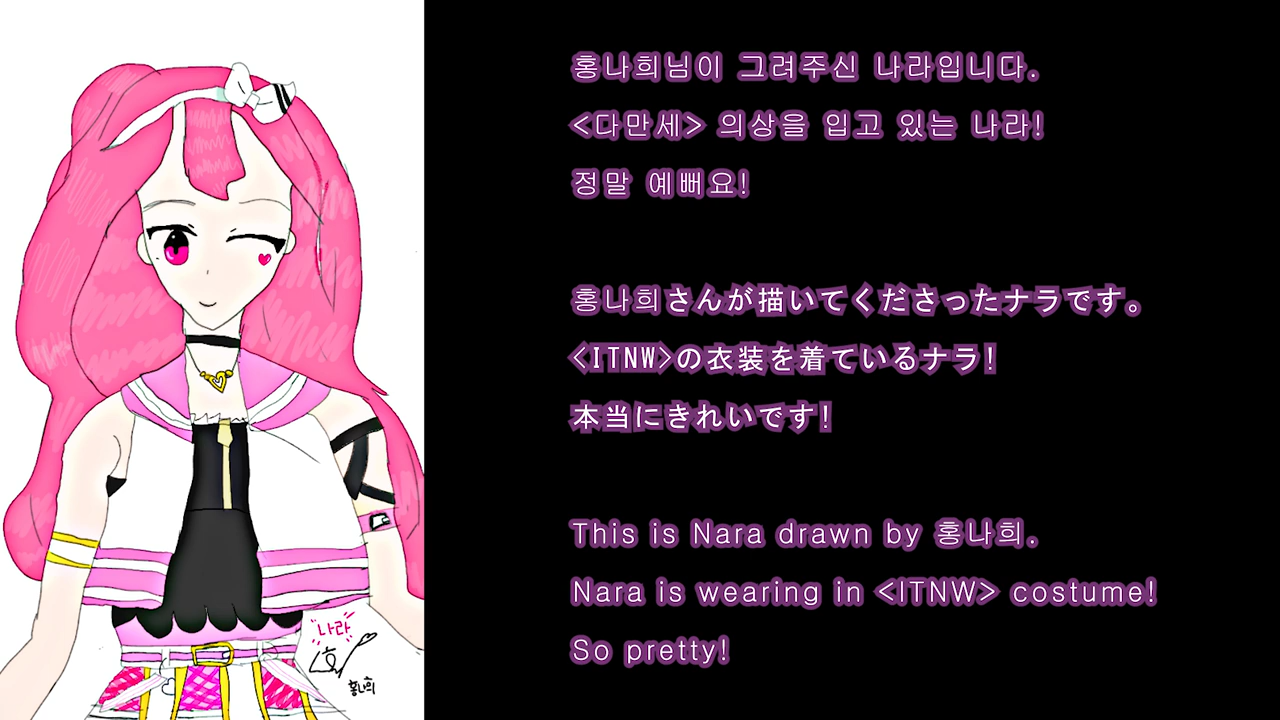 홍나희님이 그려주신 나라입니다.
<다만세> 의상을 입고 있는 나라!
정말 예뻐요!
홍나희さんが描いてくださったナラです。
<ITNW>の衣装を着ているナラ!
本当にきれいです!
This is Nara drawn by 홍나희.
Nara is wearing in <ITNW> costume!
So pretty!
나라
홍나희